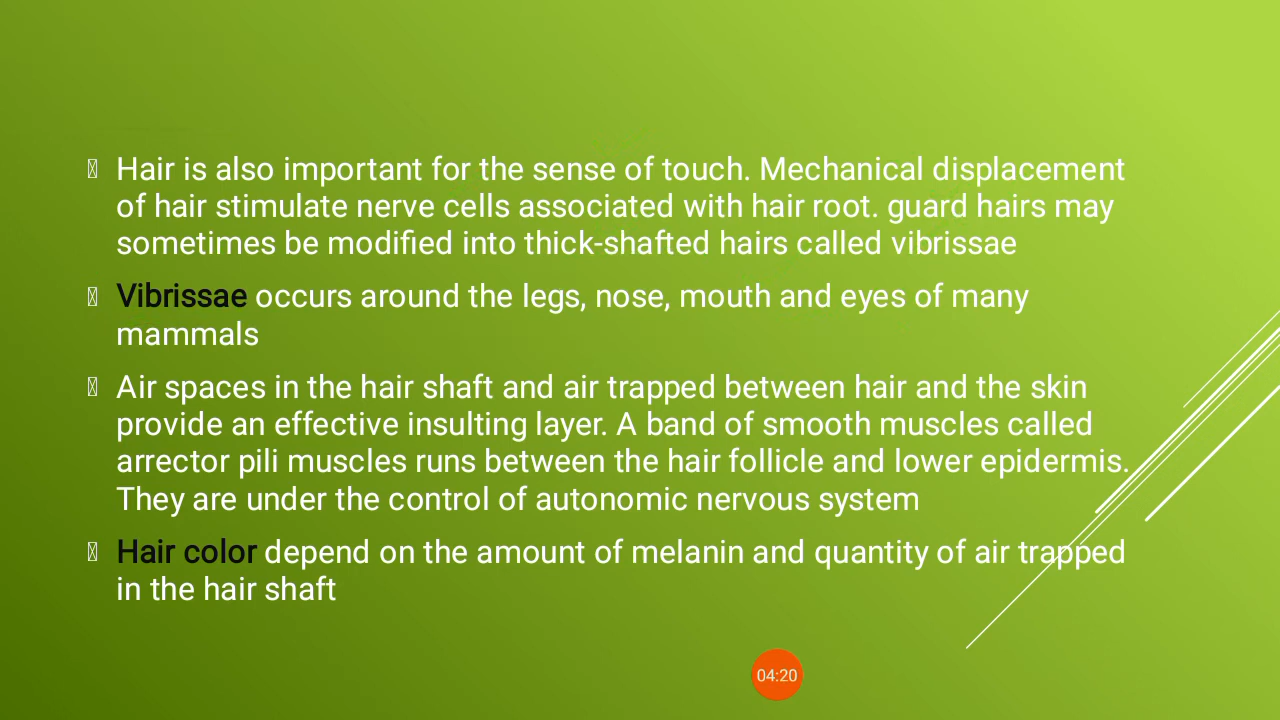 Hair is also important for the sense of touch. Mechanical displacement
of hair stimulate nerve cells associated with hair root. guard hairs may
sometimes be modified into thick-shafted hairs called vibrissae
Vibrissae occurs around the legs, nose, mouth and eyes of many
mammals
Air spaces in the hair shaft and air trapped between hair and the skin
provide an effective insulting layer. A band of smooth muscles called
arrector pili muscles runs between the hair follicle and lower epidermis.
They are under the control of autonomic nervous system
Hair color depend on the amount of melanin and quantity of air trapped
in the hair shaft
04:20